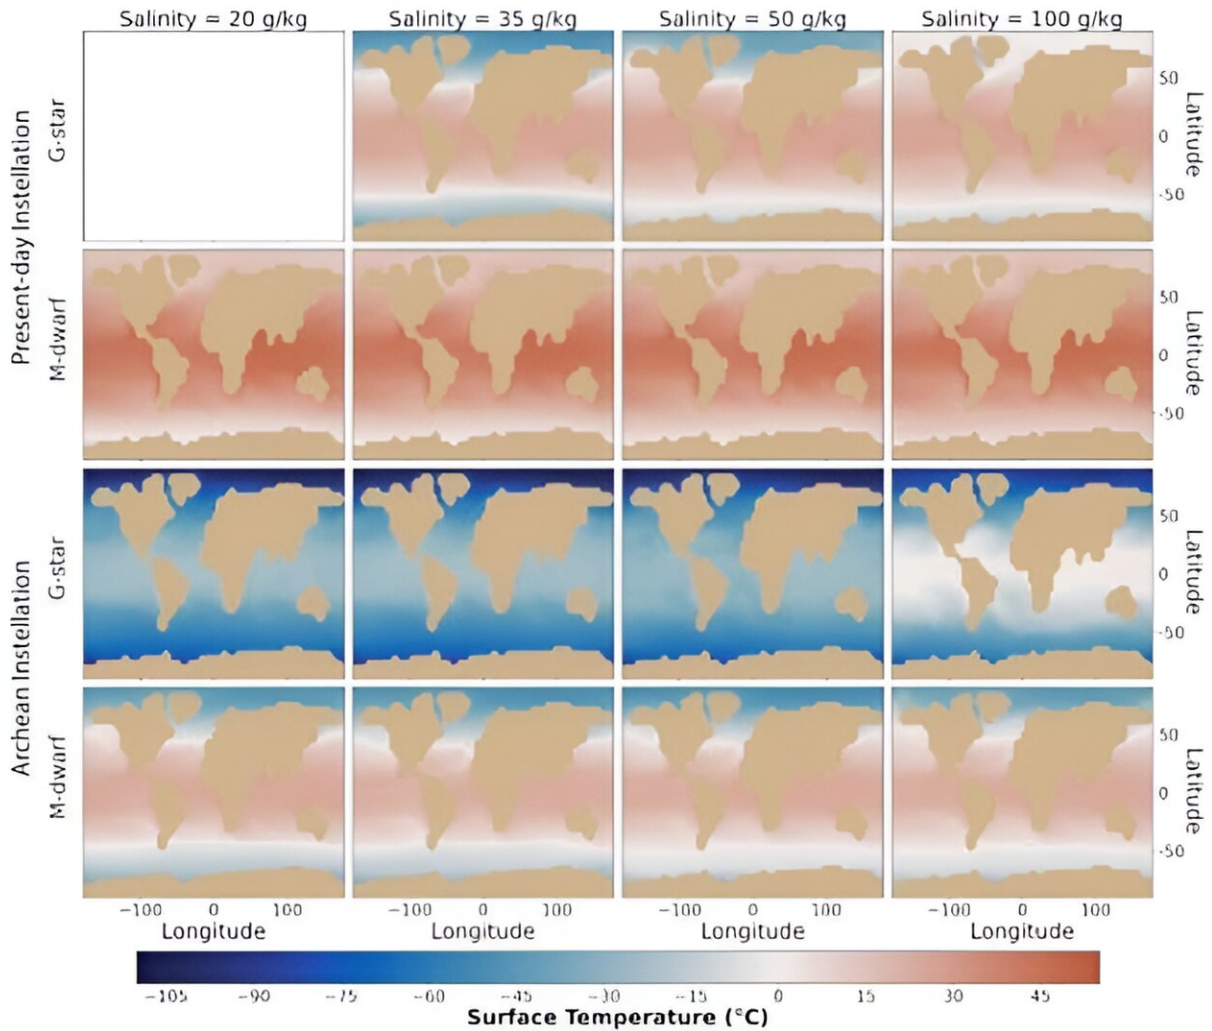 Salinity = 20 g/kg Salinity = 35 g/kg Salinity = 50 g/kg Salinity = 100 g/kg
Present-day Instellation
G-star
50
0
-50
Latitude
M-dwarf
50
0
-50
Latitude
Archean Instellation
G-star
50
0
-50
Latitude
M-dwarf
50
0
-50
Latitude
−100 0 100 −100 0 100 −100 0 100 −100 0 100
Longitude Longitude Longitude Longitude
−105 −90 −75 −60 −45 −30 −15 0 15 30 45
Surface Temperature (°C)